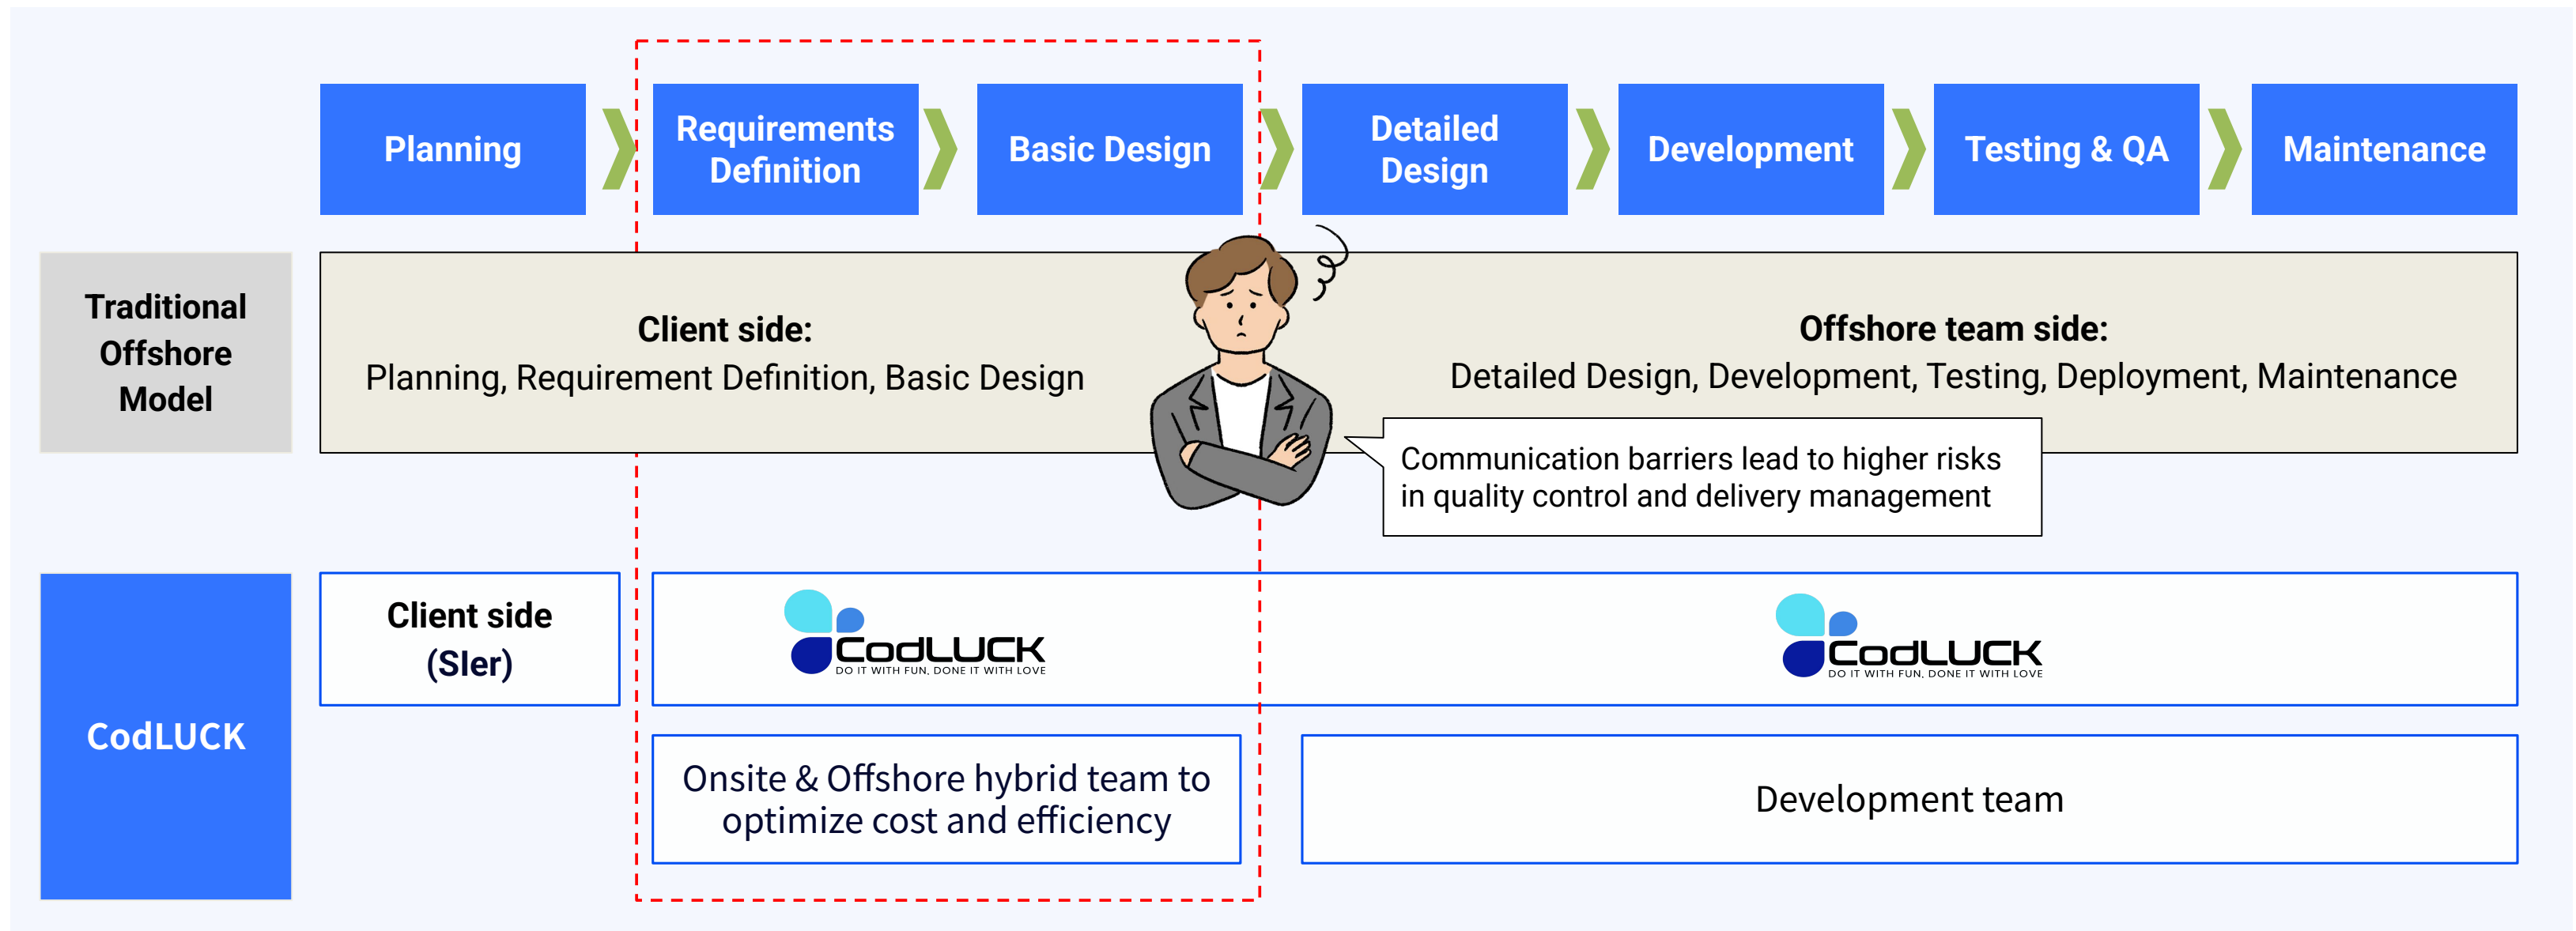 Planning
Requirements
Definition
Basic Design
Detailed
Design
Development
Testing & QA
Maintenance
Traditional
Offshore
Model
Client side:
Planning, Requirement Definition, Basic Design
Offshore team side:
Detailed Design, Development, Testing, Deployment, Maintenance
Communication barriers lead to higher risks
in quality control and delivery management
CodLUCK
Client side
(SIer)
CodLUCK
DO IT WITH FUN, DONE IT WITH LOVE
CodLUCK
DO IT WITH FUN, DONE IT WITH LOVE
Onsite & Offshore hybrid team to
optimize cost and efficiency
Development team